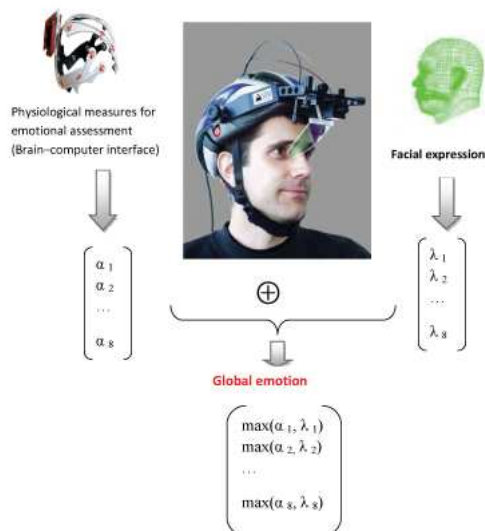 Physiological measures for
emotional assessment
(Brain–computer interface)
Facial expression
α 1
α 2
...
α 8
λ 1
λ 2
...
λ 8
⊕
Global emotion
max(α 1, λ 1)
max(α 2, λ 2)
...
max(α 8, λ 8)